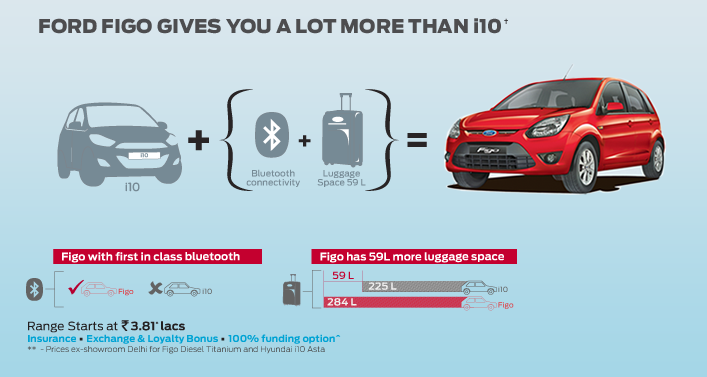 FORD FIGO GIVES YOU A LOT MORE THAN i10†
i10
i10
Bluetooth
connectivity
Luggage
Space 59 L
Ford
Figo
Figo with first in class bluetooth
Figo
i10
Figo has 59L more luggage space
59 L
225 L
i10
284 L
Figo
Range Starts at ₹ 3.81* lacs
Insurance • Exchange & Loyalty Bonus • 100% funding option^
** - Prices ex-showroom Delhi for Figo Diesel Titanium and Hyundai i10 Asta